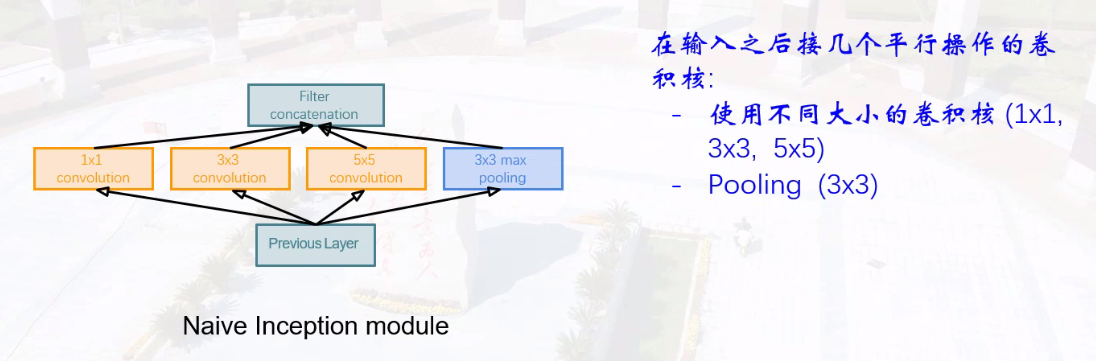 Filter
concatenation
1x1
convolution
3x3
convolution
5x5
convolution
3x3 max
pooling
Previous Layer
Naive Inception module
在输入之后接几个平行操作的卷
积核:
- 使用不同大小的卷积核 (1x1,
3x3, 5x5)
- Pooling (3x3)